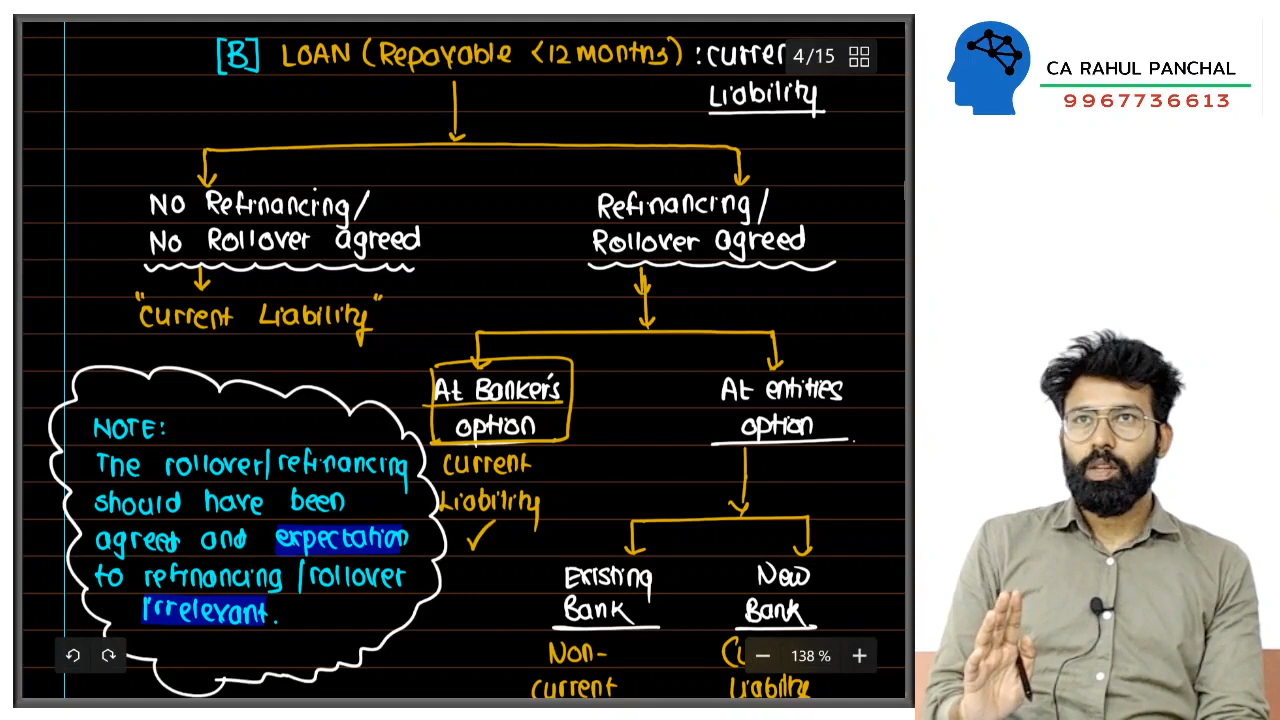 [B] LOAN (Repayable <12 months) :
Liability
4/15
CA RAHUL PANCHAL
9967736613
No Refinancing/
No Rollover agreed
"Current Liability"
Refinancing/
Rollover agreed
At Banker's
option
Current
Liability
At entities
option
Existing
Bank
Non-
current
New
Bank
Liability
NOTE:
The rollover/refinancing
should have been
agreed and expectation
to refinancing/rollover
irrelevant.
138 %